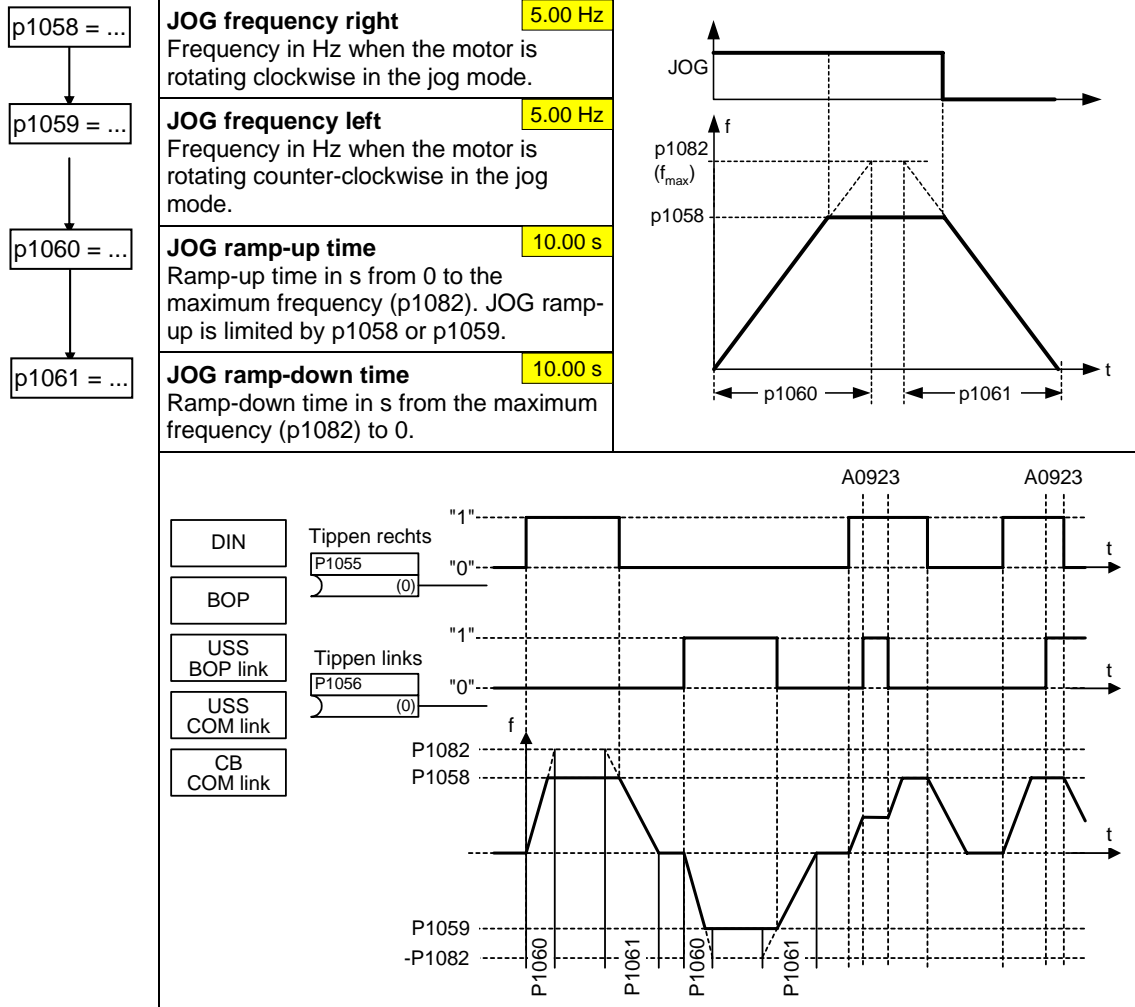 p1058 = ...
JOG frequency right
5.00 Hz
Frequency in Hz when the motor is
rotating clockwise in the jog mode.
p1059 = ...
JOG frequency left
5.00 Hz
Frequency in Hz when the motor is
rotating counter-clockwise in the jog
mode.
p1060 = ...
JOG ramp-up time
10.00 s
Ramp-up time in s from 0 to the
maximum frequency (p1082). JOG ramp-
up is limited by p1058 or p1059.
p1061 = ...
JOG ramp-down time
10.00 s
Ramp-down time in s from the maximum
frequency (p1082) to 0.
JOG
f
p1082
(fmax)
p1058
t
p1060
p1061
A0923
A0923
DIN
BOP
USS
BOP link
USS
COM link
CB
COM link
Tippen rechts
P1055
(0)
"1"
"0"
t
Tippen links
P1056
(0)
"1"
"0"
t
f
P1082
P1058
t
P1059
-P1082
P1060
P1061
P1060
P1061